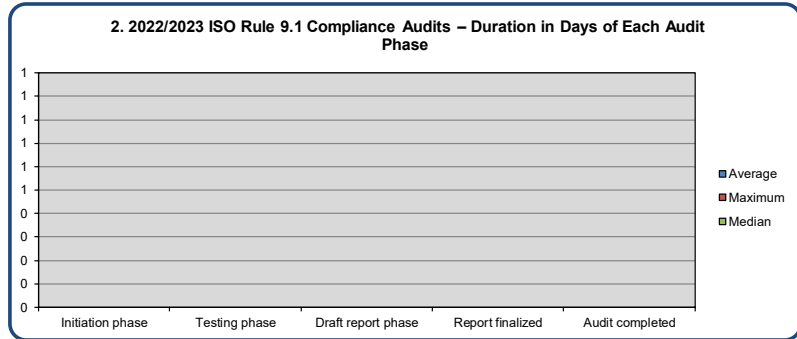 2. 2022/2023 ISO Rule 9.1 Compliance Audits – Duration in Days of Each Audit
Phase
1
1
1
1
1
1
0
0
0
0
0
Average
Maximum
Median
Initiation phase Testing phase Draft report phase Report finalized Audit completed